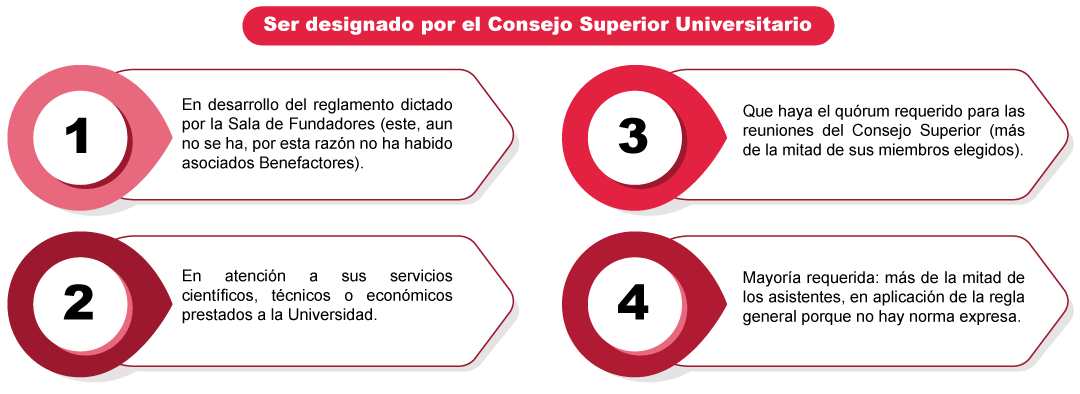 Ser designado por el Consejo Superior Universitario
1
En desarrollo del reglamento dictado
por la Sala de Fundadores (este, aun
no se ha, por esta razón no ha habido
asociados Benefactores).
2
En atención a sus servicios
científicos, técnicos o económicos
prestados a la Universidad.
3
Que haya el quórum requerido para las
reuniones del Consejo Superior (más
de la mitad de sus miembros elegidos).
4
Mayoría requerida: más de la mitad de
los asistentes, en aplicación de la regla
general porque no hay norma expresa.